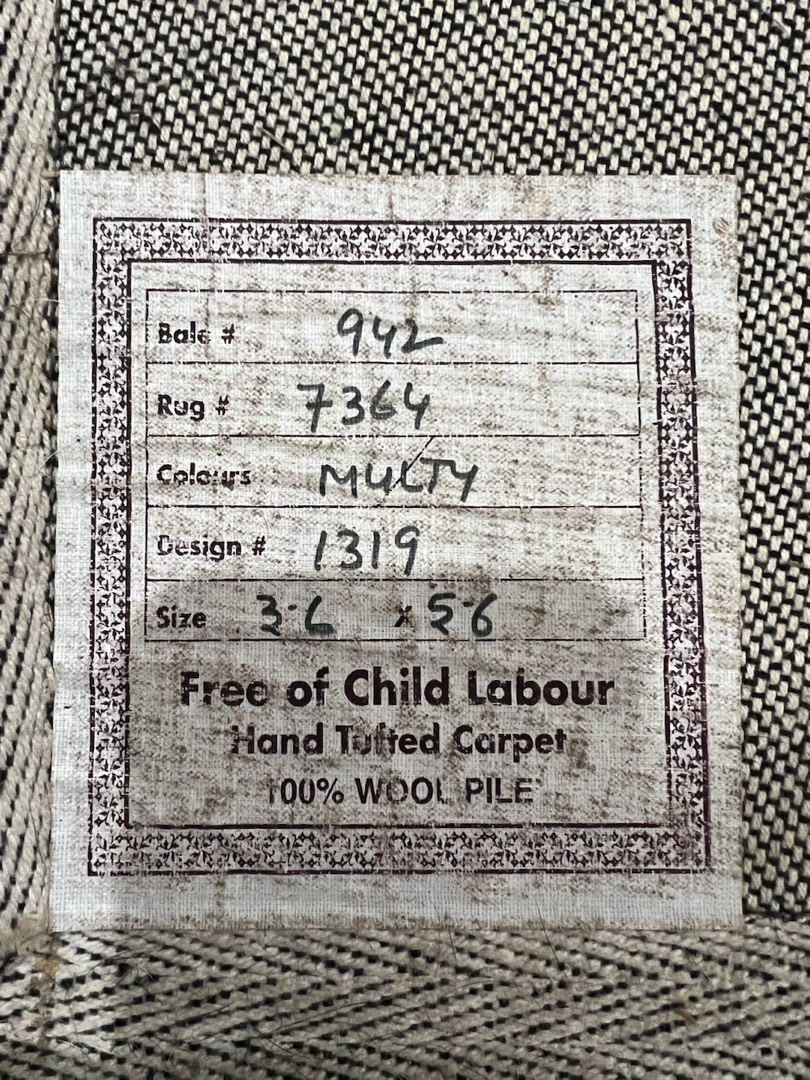 Bale # 942
Rug # 7364
Colours MULTY
Design # 1319
Size 3-6 x 5-6
Free of Child Labour
Hand Tufted Carpet
100% WOOL PILE